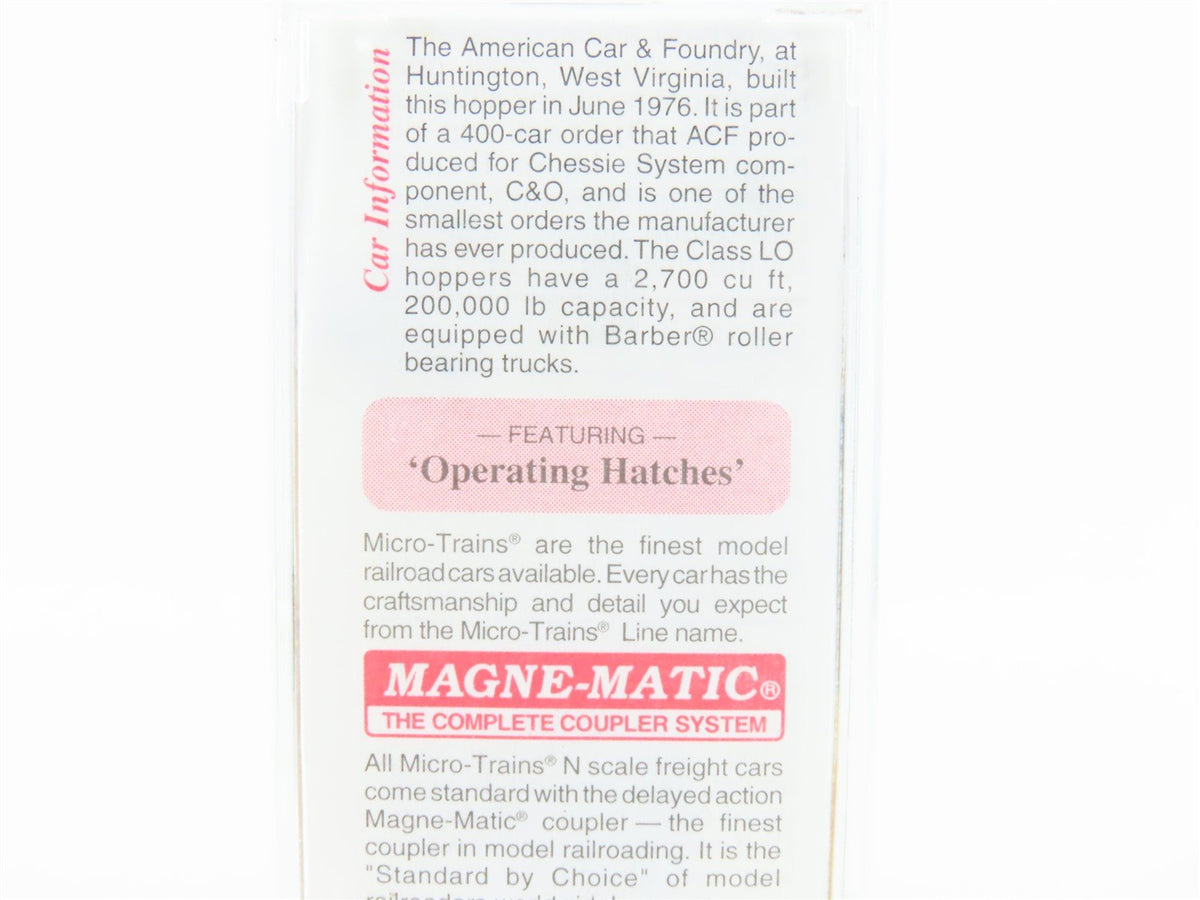 Car Information
The American Car & Foundry, at
Huntington, West Virginia, built
this hopper in June 1976. It is part
of a 400-car order that ACF pro-
duced for Chessie System com-
ponent, C&O, and is one of the
smallest orders the manufacturer
has ever produced. The Class LO
hoppers have a 2,700 cu ft,
200,000 lb capacity, and are
equipped with Barber® roller
bearing trucks.
— FEATURING —
‘Operating Hatches’
Micro-Trains® are the finest model
railroad cars available. Every car has the
craftsmanship and detail you expect
from the Micro-Trains® Line name.
MAGNE-MATIC®
THE COMPLETE COUPLER SYSTEM
All Micro-Trains® N scale freight cars
come standard with the delayed action
Magne-Matic® coupler — the finest
coupler in model railroading. It is the
"Standard by Choice" of model